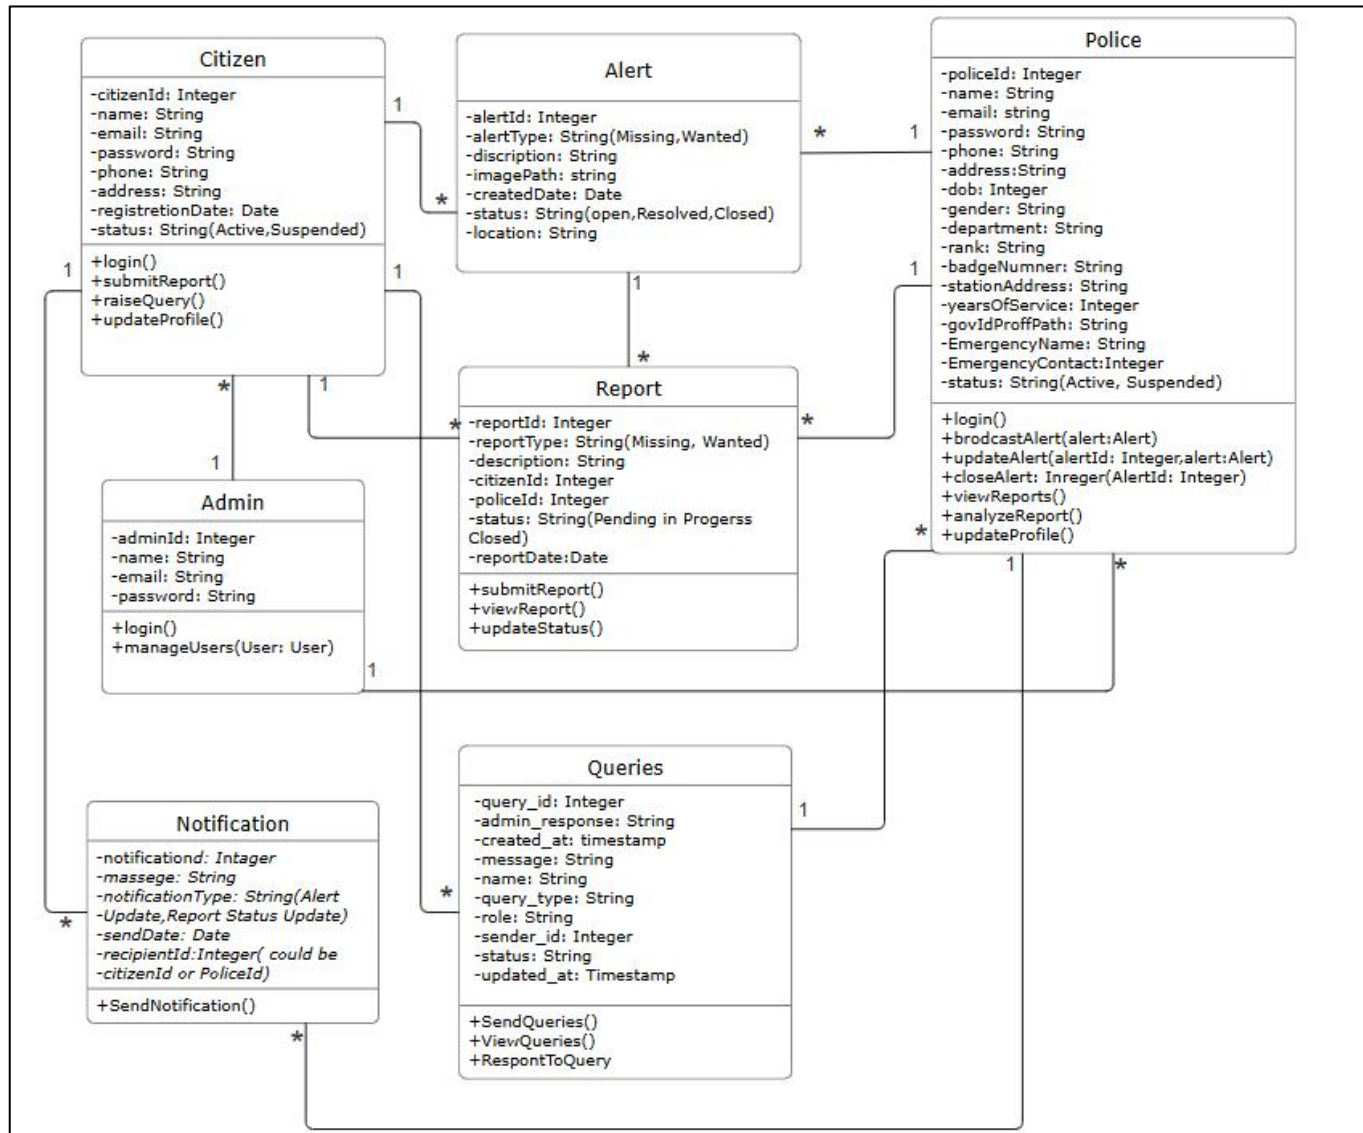 Citizen
-citizenId: Integer
-name: String
-email: String
-password: String
-phone: String
-address: String
-registretionDate: Date
-status: String(Active,Suspended)
+login()
+submitReport()
+raiseQuery()
+updateProfile()
1
*
1
1
1
*
Alert
-alertId: Integer
-alertType: String(Missing,Wanted)
-discription: String
-imagePath: string
-createdDate: Date
-status: String(open,Resolved,Closed)
-location: String
*
1
1
*
Police
-policeId: Integer
-name: String
-email: string
-password: String
-phone: String
-address:String
-dob: Integer
-gender: String
-department: String
-rank: String
-badgeNumner: String
-stationAddress: String
-yearsOfService: Integer
-govIdProffPath: String
-EmergencyName: String
-EmergencyContact:Integer
-status: String(Active, Suspended)
+login()
+brodcastAlert(alert:Alert)
+updateAlert(alertId: Integer,alert:Alert)
+closeAlert: Inreger(AlertId: Integer)
+viewReports()
+analyzeReport()
+updateProfile()
1
*
*
1
*
Report
-reportId: Integer
-reportType: String(Missing, Wanted)
-description: String
-citizenId: Integer
-policeId: Integer
-status: String(Pending in Progerss
Closed)
-reportDate:Date
+submitReport()
+viewReport()
+updateStatus()
*
1
Admin
-adminId: Integer
-name: String
-email: String
-password: String
+login()
+manageUsers(User: User)
1
*
Queries
-query_id: Integer
-admin_response: String
-created_at: timestamp
-message: String
-name: String
-query_type: String
-role: String
-sender_id: Integer
-status: String
-updated_at: Timestamp
+SendQueries()
+ViewQueries()
+RespontToQuery
1
*
Notification
-notificationd: Intager
-massege: String
-notificationType: String(Alert
-Update,Report Status Update)
-sendDate: Date
-recipientId:Integer( could be
-citizenId or PoliceId)
+SendNotification()
*